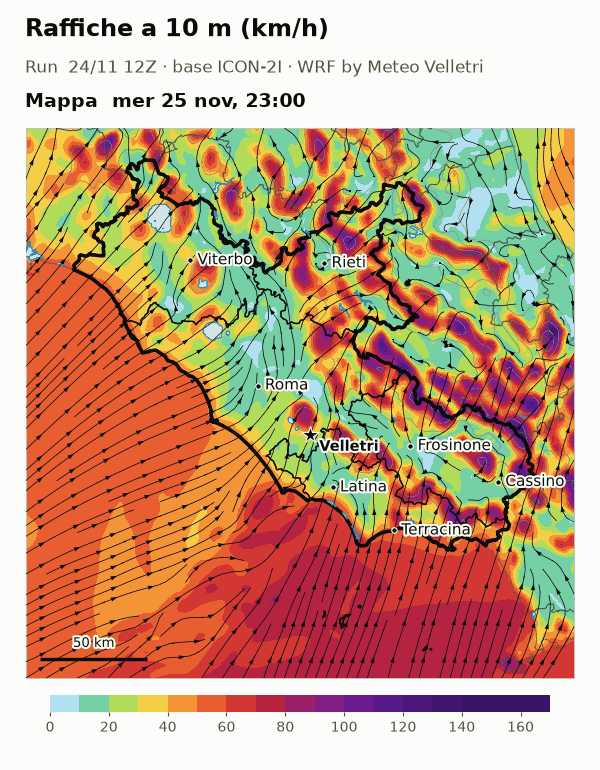 Raffiche a 10 m (km/h)
Run  24/11 12Z · base ICON-2I · WRF by Meteo Velletri
Mappa  mer 25 nov, 23:00
Viterbo
Rieti
Roma
Velletri
Frosinone
Latina
Cassino
Terracina
50 km
0 20 40 60 80 100 120 140 160